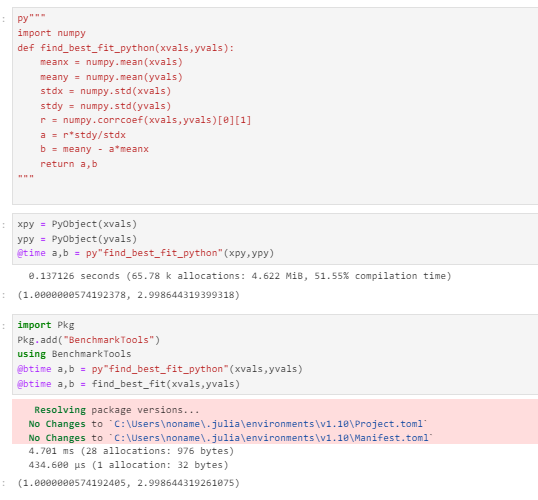 py"""
import numpy
def find_best_fit_python(xvals,yvals):
    meanx = numpy.mean(xvals)
    meany = numpy.mean(yvals)
    stdx = numpy.std(xvals)
    stdy = numpy.std(yvals)
    r = numpy.corrcoef(xvals,yvals)[0][1]
    a = r*stdy/stdx
    b = meany - a*meanx
    return a,b
"""
xpy = PyObject(xvals)
ypy = PyObject(yvals)
@time a,b = py"find_best_fit_python"(xpy,ypy)
0.137126 seconds (65.78 k allocations: 4.622 MiB, 51.55% compilation time)
(1.0000000574192378, 2.998644319399318)
import Pkg
Pkg.add("BenchmarkTools")
using BenchmarkTools
@btime a,b = py"find_best_fit_python"(xvals,yvals)
@btime a,b = find_best_fit(xvals,yvals)
Resolving package versions...
No Changes to `C:\Users\noname\.julia\environments\v1.10\Project.toml`
No Changes to `C:\Users\noname\.julia\environments\v1.10\Manifest.toml`
4.701 ms (28 allocations: 976 bytes)
434.600 μs (1 allocation: 32 bytes)
(1.0000000574192405, 2.998644319261075)